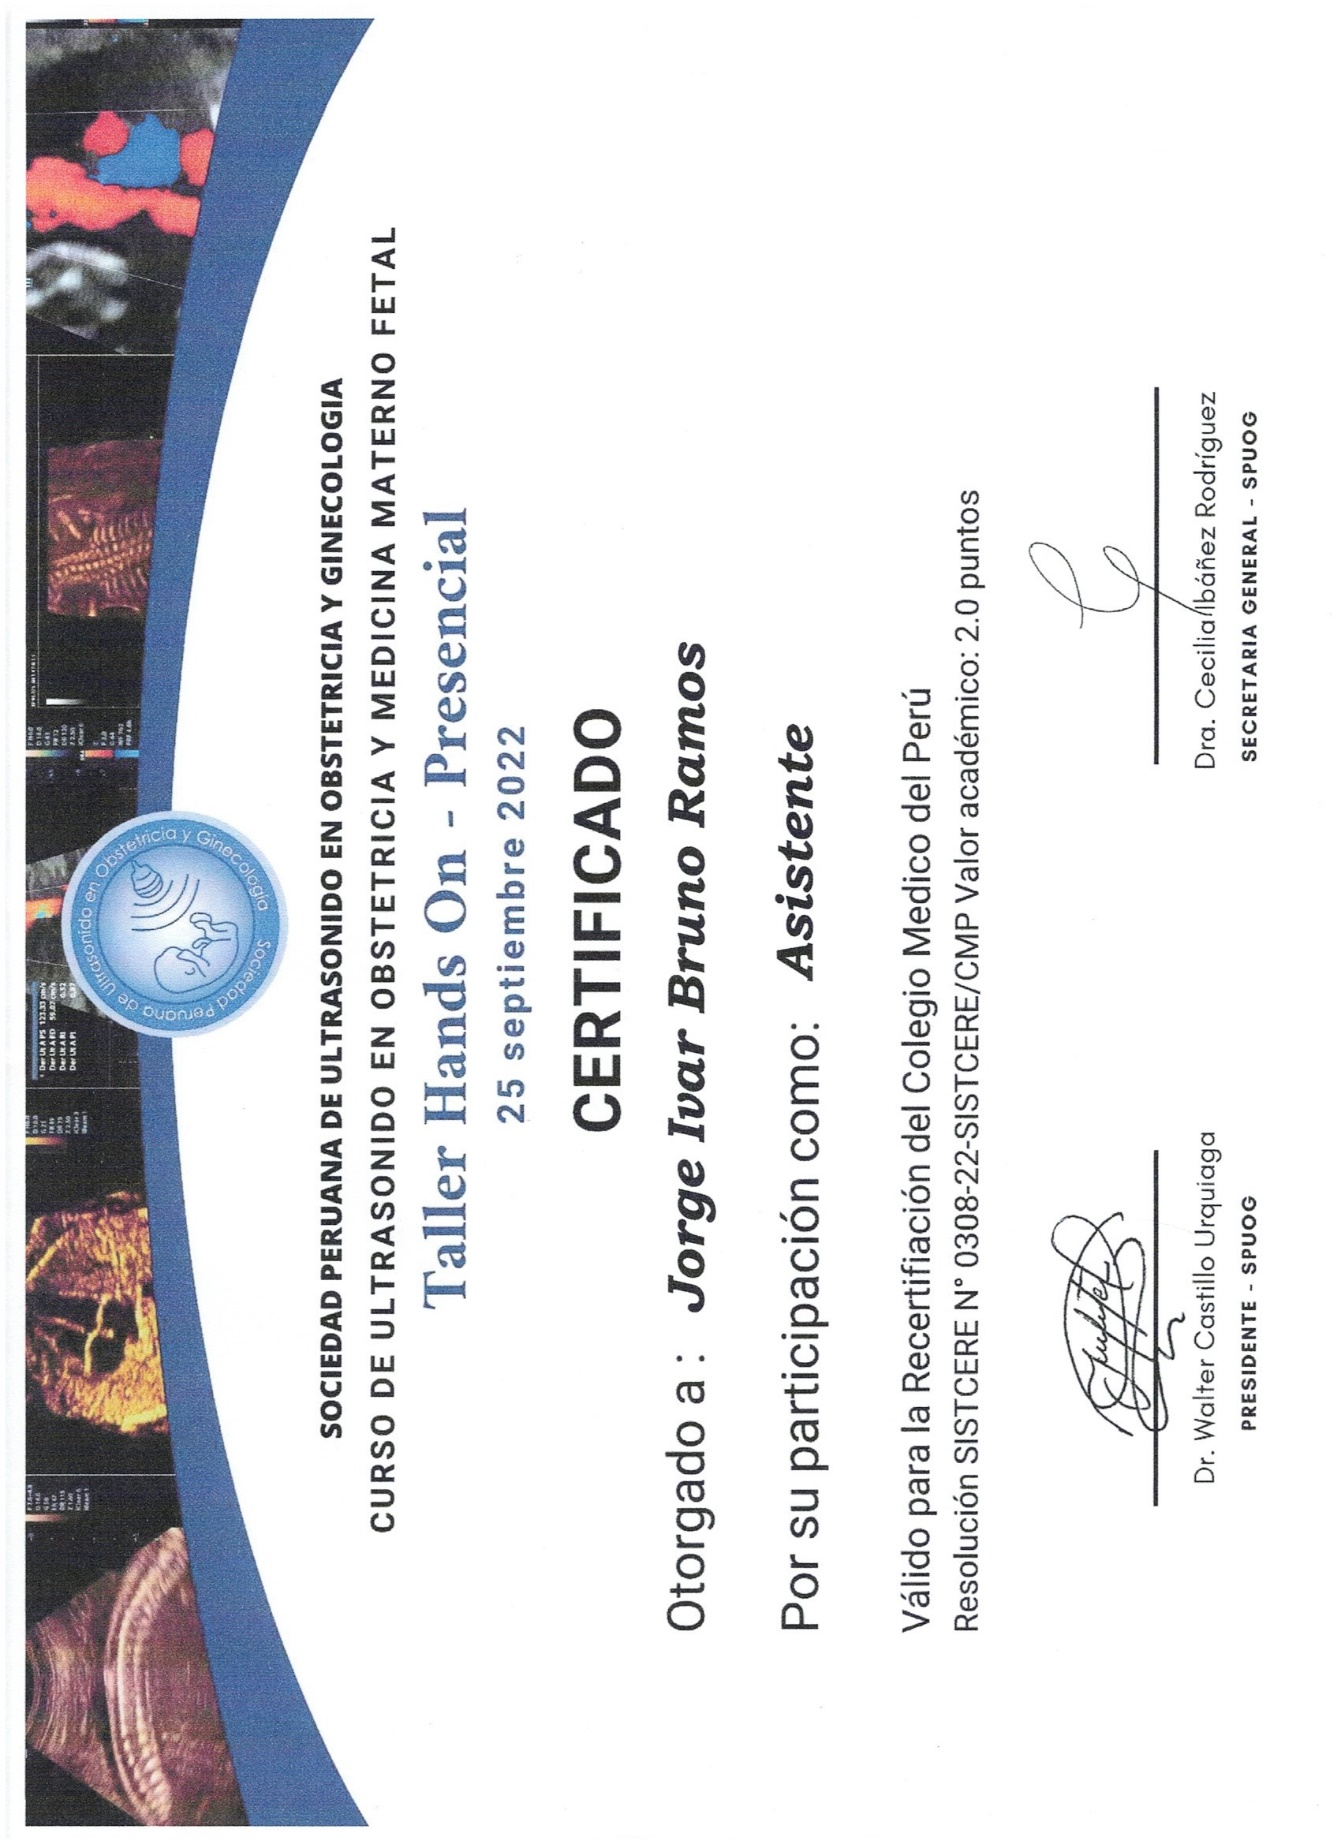 Sociedad Peruana de Ultrasonido en Obstetricia y Ginecología
SOCIEDAD PERUANA DE ULTRASONIDO EN OBSTETRICIA Y GINECOLOGIA
CURSO DE ULTRASONIDO EN OBSTETRICIA Y MEDICINA MATERNO FETAL
Taller Hands On - Presencial
25 septiembre 2022
CERTIFICADO
Otorgado a : Jorge Ivar Bruno Ramos
Por su participación como: Asistente
Válido para la Recertifiación del Colegio Medico del Perú
Resolución SISTCERE N° 0308-22-SISTCERE/CMP Valor académico: 2.0 puntos
Dr. Walter Castillo Urquiaga
PRESIDENTE - SPUOG
Dra. Cecilia Ibáñez Rodríguez
SECRETARIA GENERAL - SPUOG